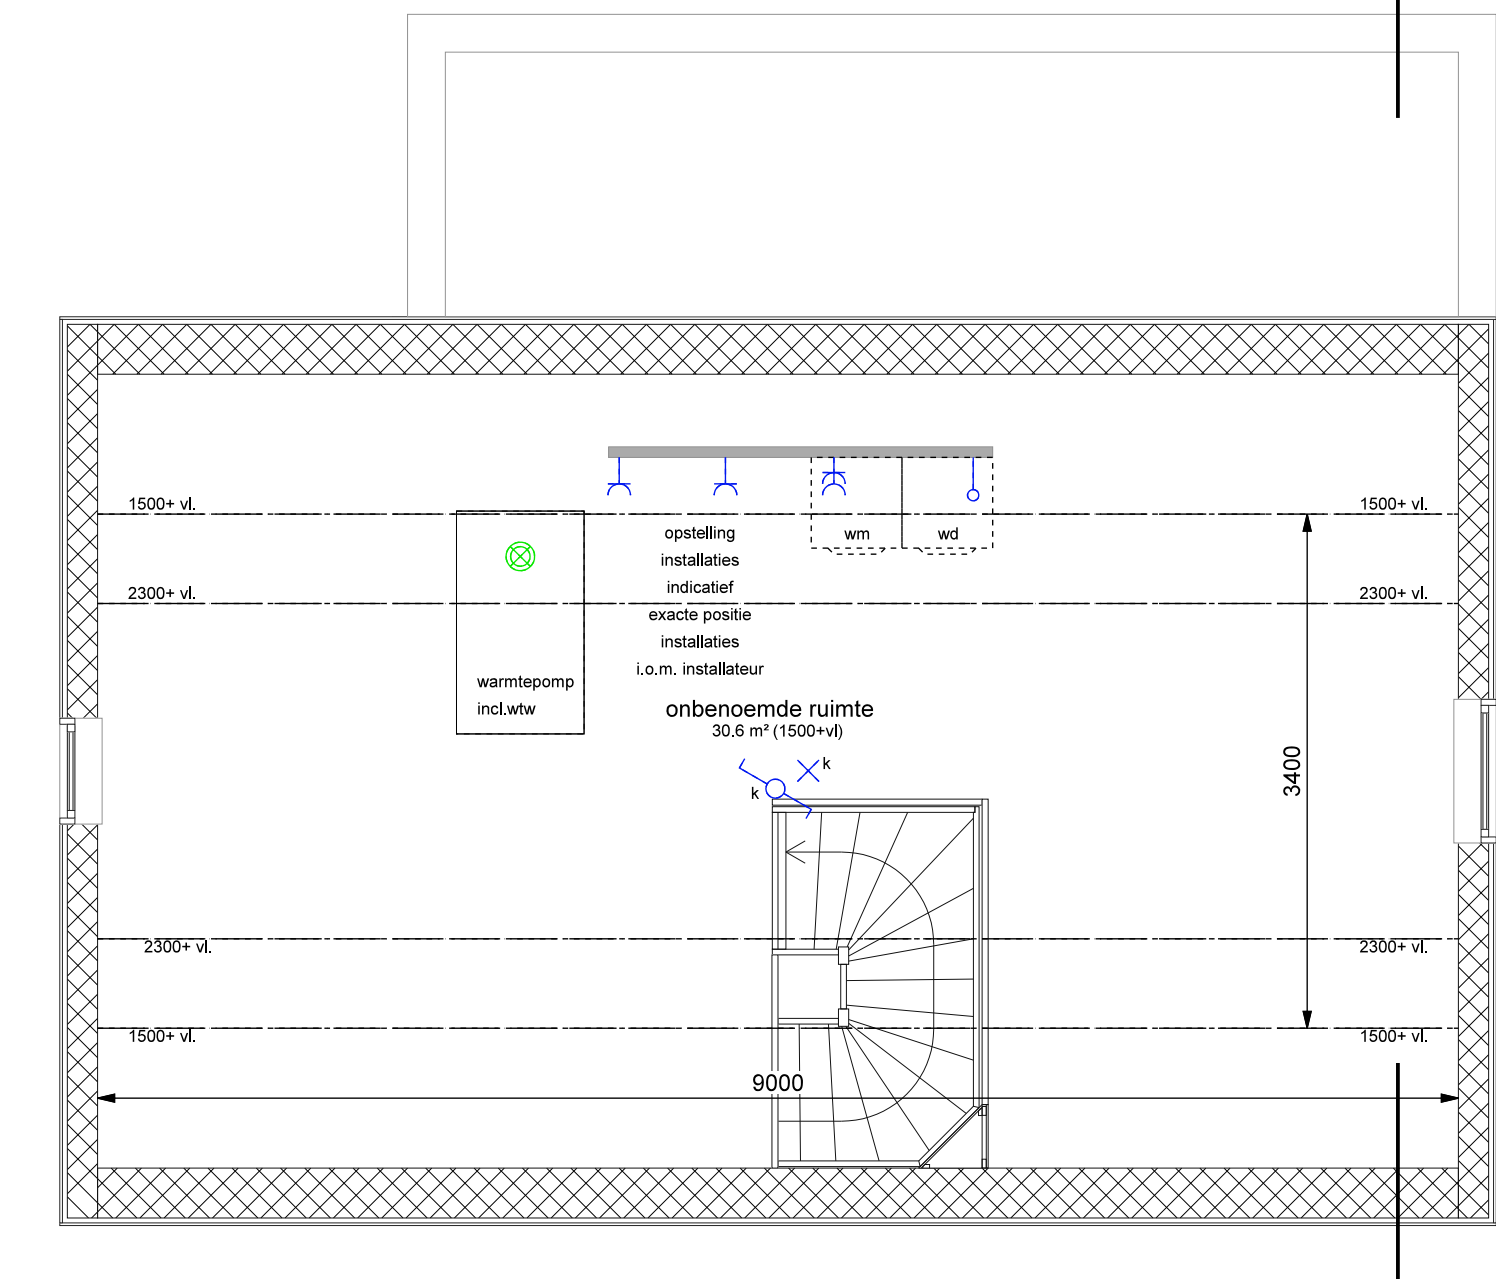 1500+ vl.
1500+ vl.
opstelling
installaties
indicatief
exacte positie
installaties
i.o.m. installateur
wm
wd
2300+ vl.
2300+ vl.
warmtepomp
incl.wtw
onbenoemde ruimte
30.6 m² (1500+vl)
k
k
3400
2300+ vl.
2300+ vl.
1500+ vl.
1500+ vl.
9000